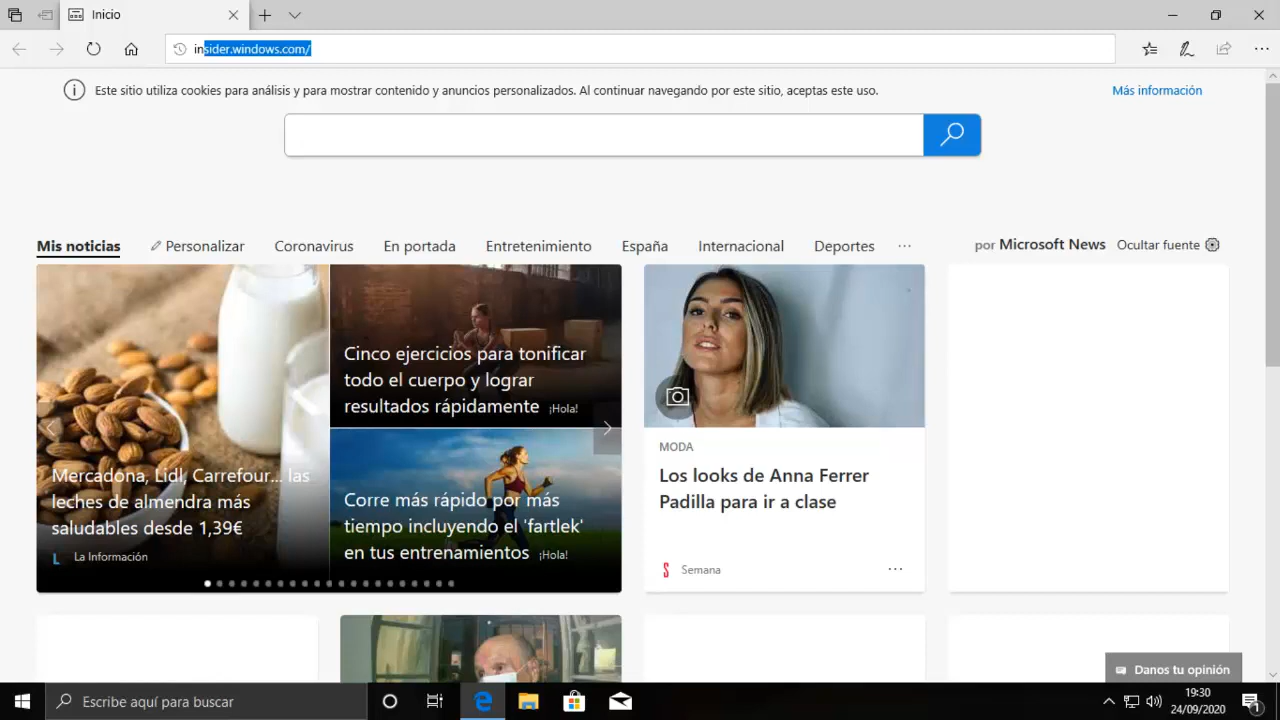 Inicio
insider.windows.com/
Este sitio utiliza cookies para análisis y para mostrar contenido y anuncios personalizados. Al continuar navegando por este sitio, aceptas este uso.
Más información
Mis noticias
Personalizar
Coronavirus
En portada
Entretenimiento
España
Internacional
Deportes
por Microsoft News
Ocultar fuente
Mercadona, Lidl, Carrefour... las
leches de almendra más
saludables desde 1,39€
La Información
Cinco ejercicios para tonificar
todo el cuerpo y lograr
resultados rápidamente ¡Hola!
Corre más rápido por más
tiempo incluyendo el 'fartlek'
en tus entrenamientos ¡Hola!
MODA
Los looks de Anna Ferrer
Padilla para ir a clase
Semana
Danos tu opinión
Escribe aquí para buscar
19:30
24/09/2020
1